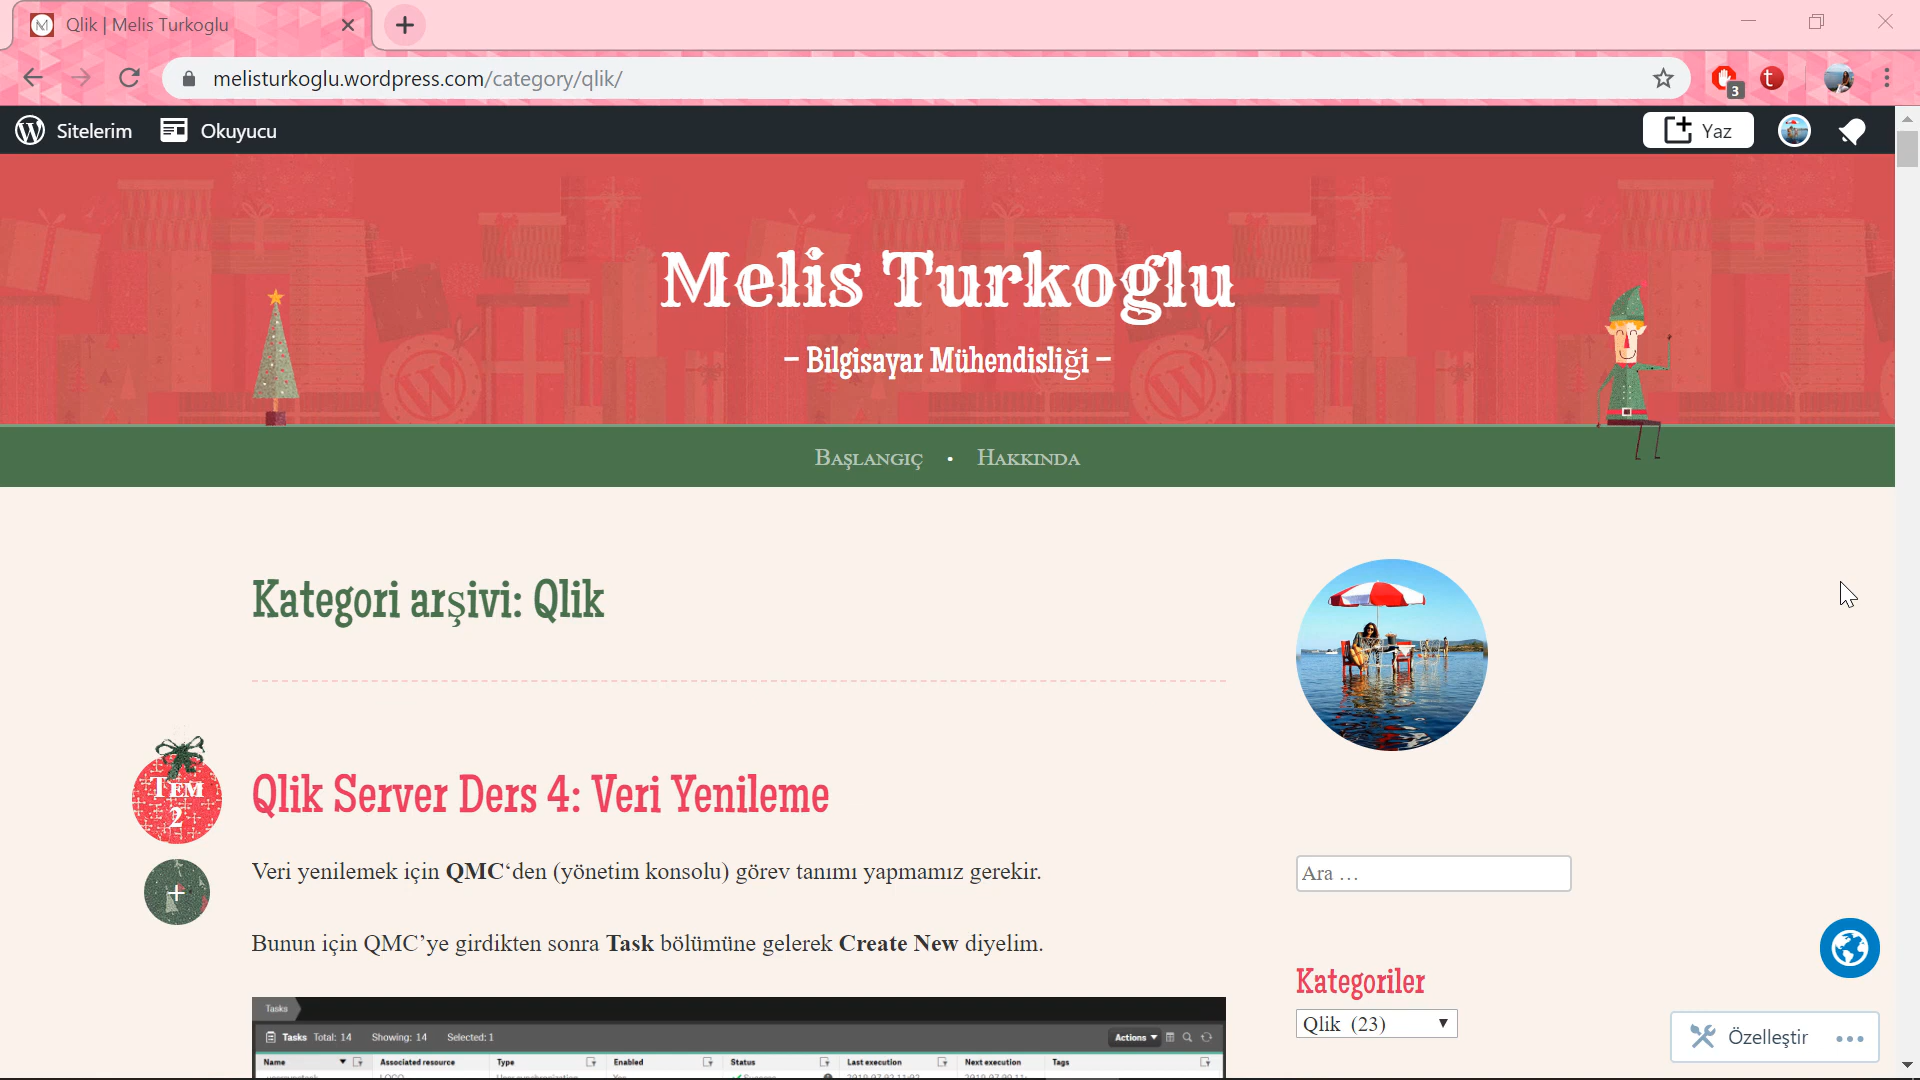 Qlik | Melis Turkoglu
melisturkoglu.wordpress.com/category/qlik/
3
Sitelerim Okuyucu
Yaz
Melis Turkoglu
– Bilgisayar Mühendisliği –
Başlangıç • Hakkında
Kategori arşivi: Qlik
Tem
2
Qlik Server Ders 4: Veri Yenileme
Veri yenilemek için QMC‘den (yönetim konsolu) görev tanımı yapmamız gerekir.
Bunun için QMC’ye girdikten sonra Task bölümüne gelerek Create New diyelim.
Tasks
Tasks Total: 14 Showing: 14 Selected: 1 Actions
Name Associated resource Type Enabled Status Last execution Next execution Tags
Ara …
Kategoriler
Qlik (23)
Özelleştir